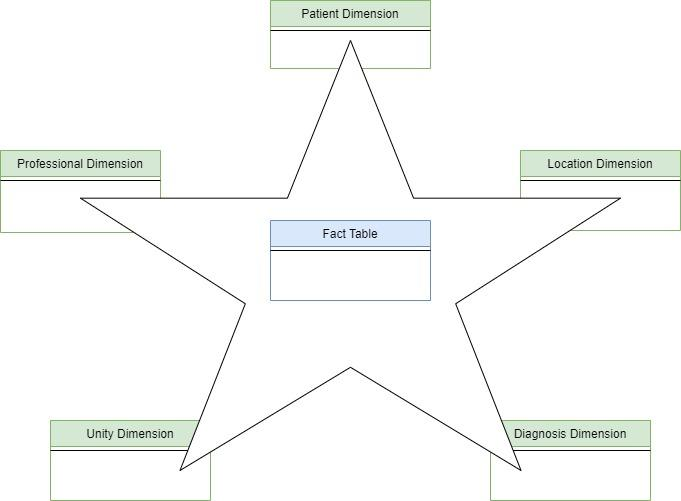 Patient Dimension
Professional Dimension
Location Dimension
Fact Table
Unity Dimension
Diagnosis Dimension